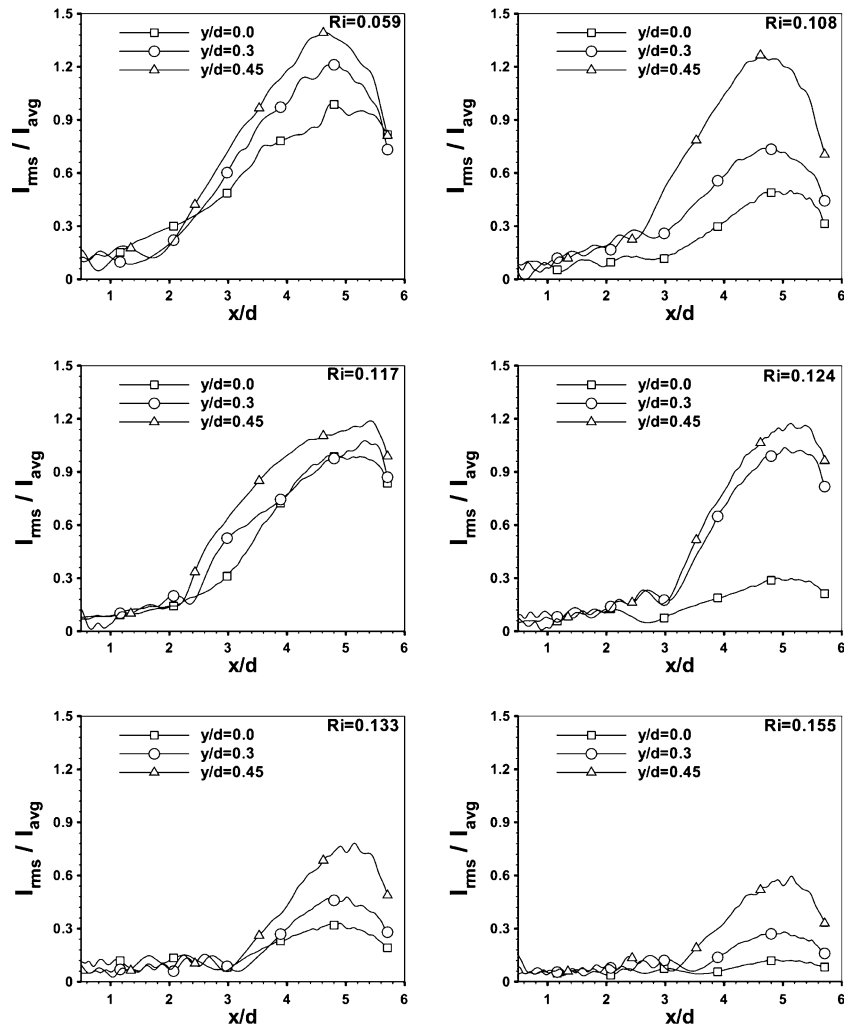 Ri=0.059
y/d=0.0
y/d=0.3
y/d=0.45
1.5
1.2
0.9
0.6
0.3
0
Irms / Iavg
1 2 3 4 5 6
x/d
Ri=0.108
y/d=0.0
y/d=0.3
y/d=0.45
1.5
1.2
0.9
0.6
0.3
0
Irms / Iavg
1 2 3 4 5 6
x/d
Ri=0.117
y/d=0.0
y/d=0.3
y/d=0.45
1.5
1.2
0.9
0.6
0.3
0
Irms / Iavg
1 2 3 4 5 6
x/d
Ri=0.124
y/d=0.0
y/d=0.3
y/d=0.45
1.5
1.2
0.9
0.6
0.3
0
Irms / Iavg
1 2 3 4 5 6
x/d
Ri=0.133
y/d=0.0
y/d=0.3
y/d=0.45
1.5
1.2
0.9
0.6
0.3
0
Irms / Iavg
1 2 3 4 5 6
x/d
Ri=0.155
y/d=0.0
y/d=0.3
y/d=0.45
1.5
1.2
0.9
0.6
0.3
0
Irms / Iavg
1 2 3 4 5 6
x/d